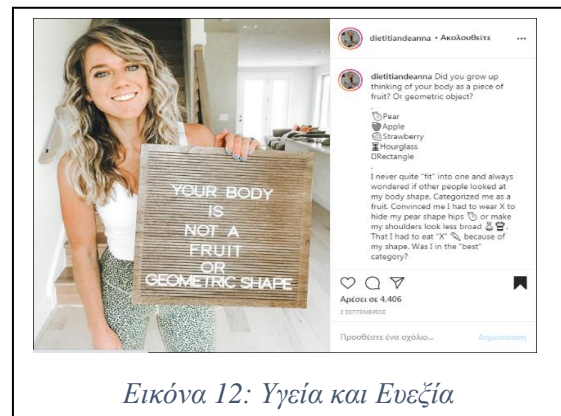 dietitiandeanna • Ακολουθείτε ...
dietitiandeanna Did you grow up
thinking of your body as a piece of
fruit? Or geometric object?
.
🍐Pear
🍎Apple
🍓Strawberry
⏳Hourglass
▯Rectangle
.
I never quite "fit" into one and always
wondered if other people looked at
my body shape. Categorized me as a
fruit. Convinced me I had to wear X to
hide my pear shape hips 🍐 or make
my shoulders look less broad
That I had to eat "X" because of
my shape. Was I in the "best"
category?
YOUR BODY
IS
NOT A
FRUIT
OR
GEOMETRIC SHAPE
Αρέσει σε 4.406
2 ΣΕΠΤΕΜΒΡΙΟΣ
Προσθέστε ένα σχόλιο... Δημοσίευση
Εικόνα 12: Υγεία και Ευεξία